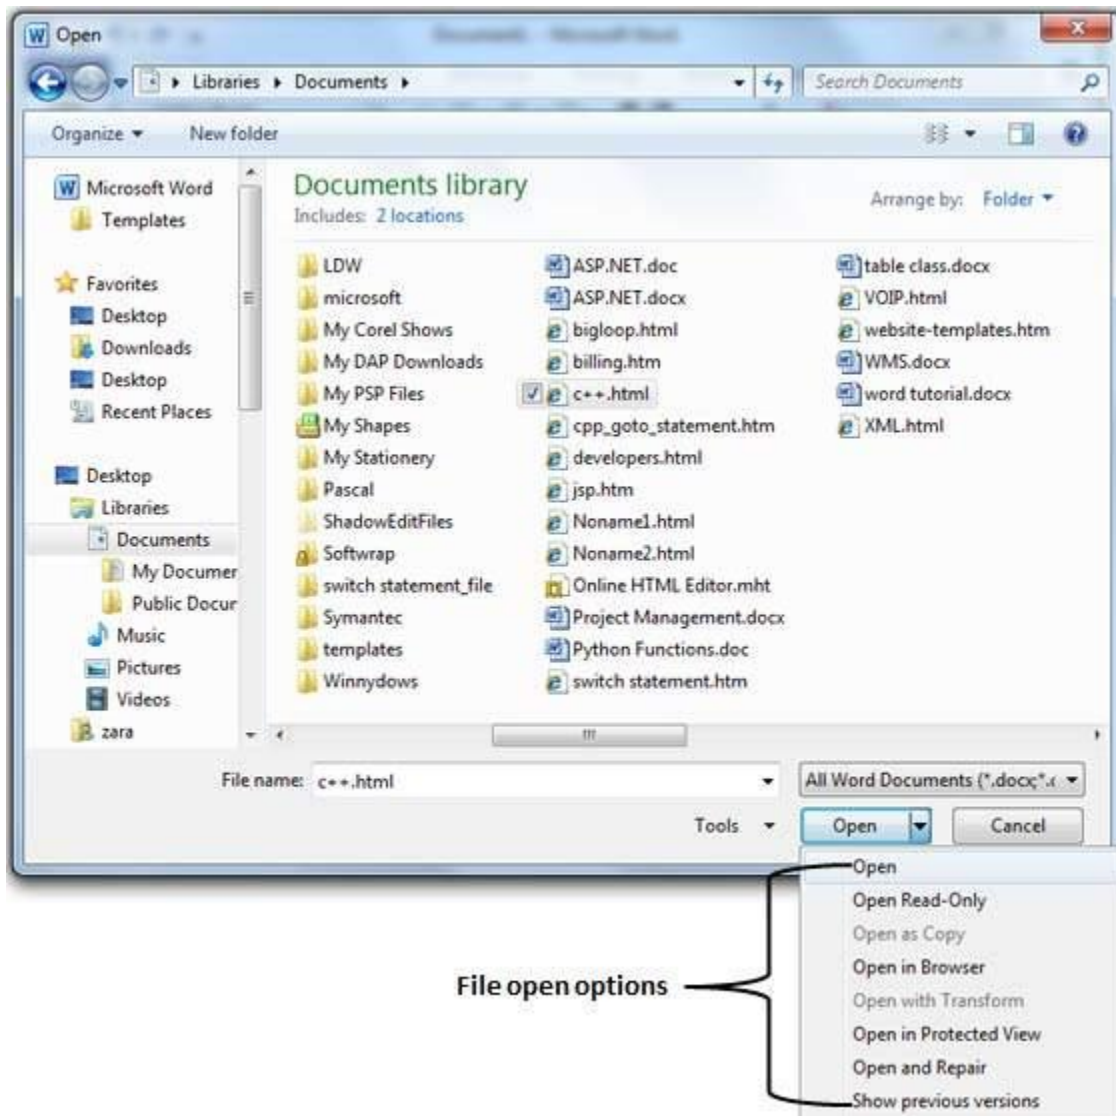 Open
Libraries Documents
Search Documents
Organize New folder
Microsoft Word
Templates
Favorites
Desktop
Downloads
Desktop
Recent Places
Desktop
Libraries
Documents
My Documer
Public Docur
Music
Pictures
Videos
zara
Documents library
Includes: 2 locations
Arrange by: Folder
LDW
microsoft
My Corel Shows
My DAP Downloads
My PSP Files
My Shapes
My Stationery
Pascal
ShadowEditFiles
Softwrap
switch statement_file
Symantec
templates
Winnydows
ASP.NET.doc
ASP.NET.docx
bigloop.html
billing.htm
c++.html
cpp_goto_statement.htm
developers.html
jsp.htm
Noname1.html
Noname2.html
Online HTML Editor.mht
Project Management.docx
Python Functions.doc
switch statement.htm
table class.docx
VOIP.html
website-templates.htm
WMS.docx
word tutorial.docx
XML.html
File name: c++.html
All Word Documents (*.docx;*.
Tools Open Cancel
Open
Open Read-Only
Open as Copy
Open in Browser
Open with Transform
Open in Protected View
Open and Repair
Show previous versions
File open options